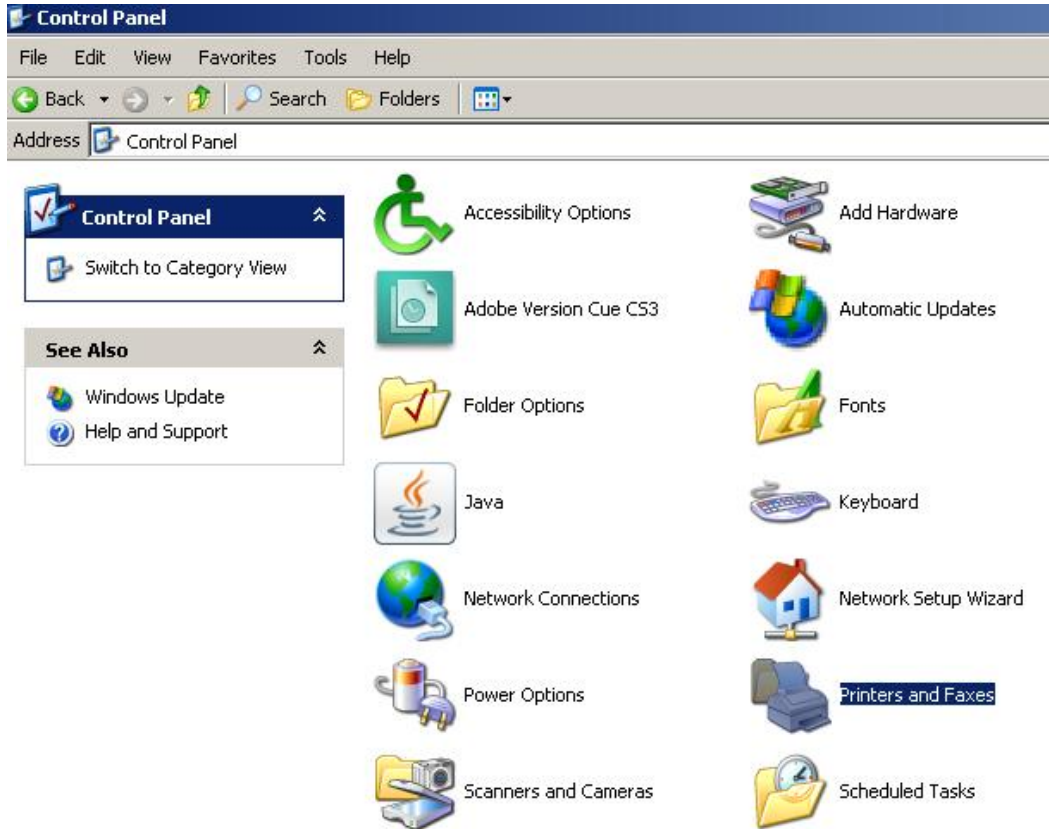 Control Panel
File Edit View Favorites Tools Help
Back Search Folders
Address Control Panel
Control Panel
Switch to Category View
See Also
Windows Update
Help and Support
Accessibility Options
Add Hardware
Adobe Version Cue CS3
Automatic Updates
Folder Options
Fonts
Java
Keyboard
Network Connections
Network Setup Wizard
Power Options
Printers and Faxes
Scanners and Cameras
Scheduled Tasks